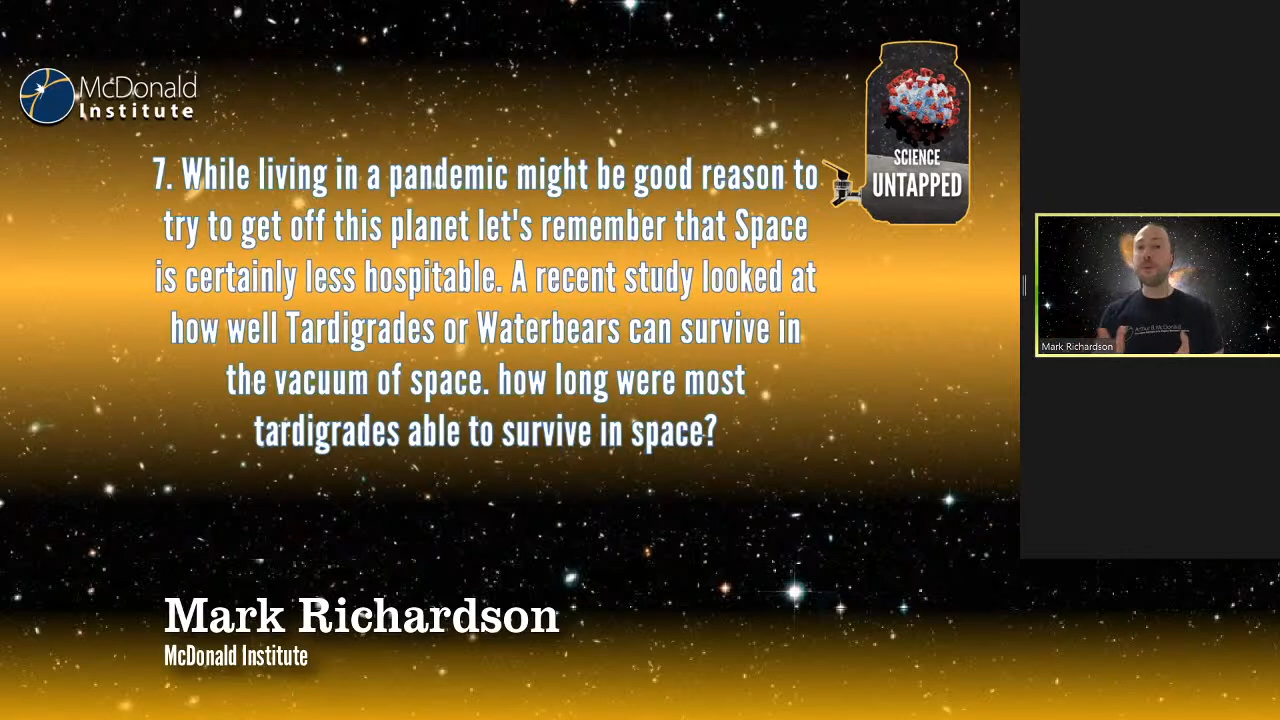 McDonald
Institute
SCIENCE
UNTAPPED
7. While living in a pandemic might be good reason to
try to get off this planet let's remember that Space
is certainly less hospitable. A recent study looked at
how well Tardigrades or Waterbears can survive in
the vacuum of space. how long were most
tardigrades able to survive in space?
Arthur B. McDonald
Mark Richardson
Mark Richardson
McDonald Institute